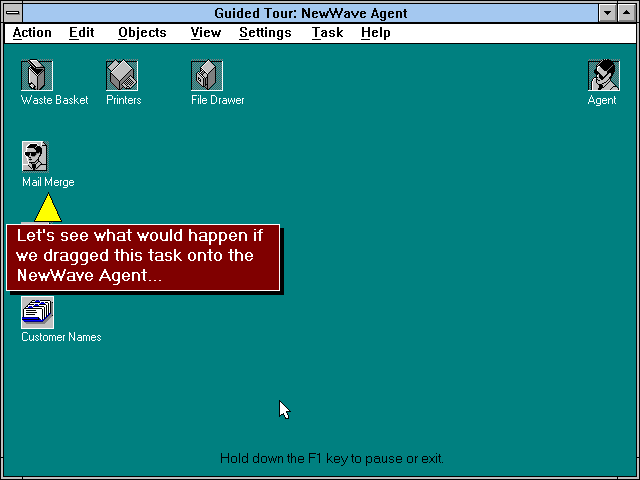 Guided Tour: NewWave Agent
Action Edit Objects View Settings Task Help
Waste Basket Printers File Drawer Agent
Mail Merge
Let's see what would happen if
we dragged this task onto the
NewWave Agent...
Customer Names
Hold down the F1 key to pause or exit.